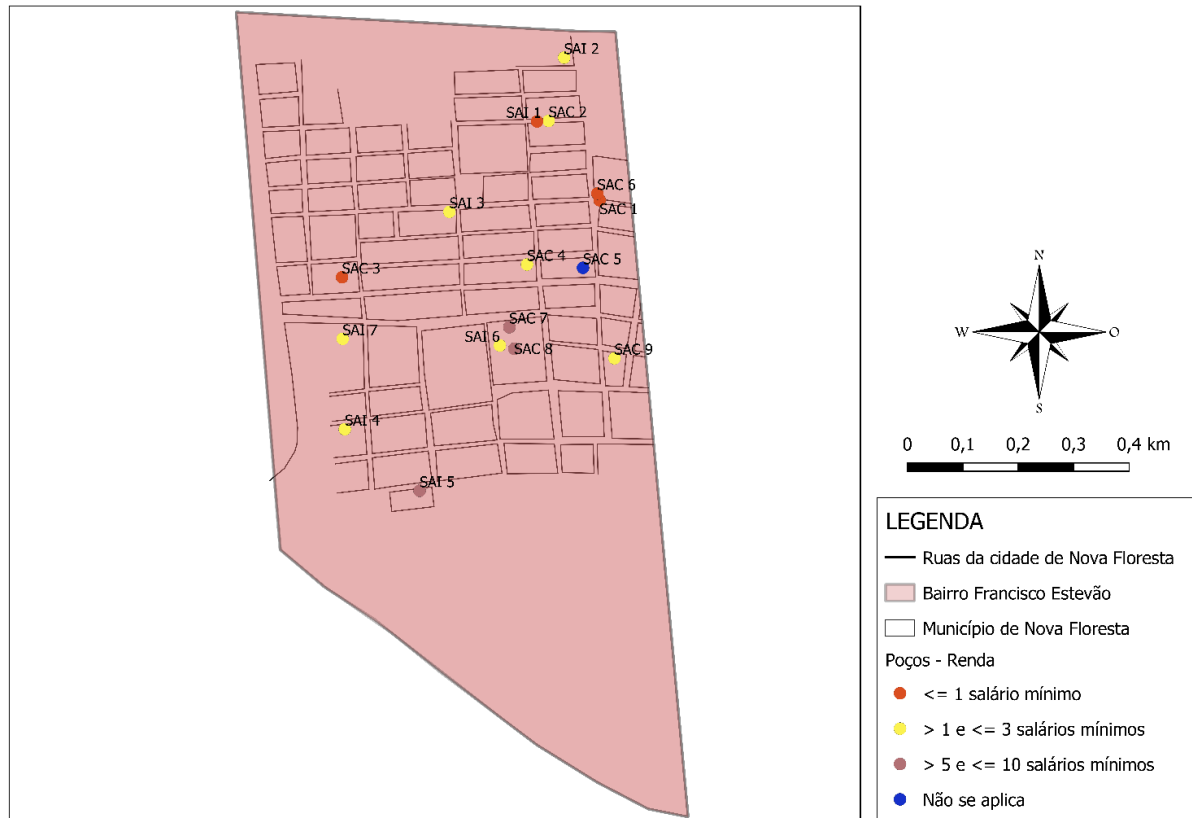 SAI 2
SAI 1 SAC 2
SAC 6
SAC 1
SAI 3
SAC 4
SAC 5
SAC 3
SAC 7
SAI 7
SAI 6
SAC 8
SAC 9
SAI 4
SAI 5
N
W O
S
0 0,1 0,2 0,3 0,4 km
LEGENDA
Ruas da cidade de Nova Floresta
Bairro Francisco Estevão
Município de Nova Floresta
Poços - Renda
<= 1 salário mínimo
> 1 e <= 3 salários mínimos
> 5 e <= 10 salários mínimos
Não se aplica